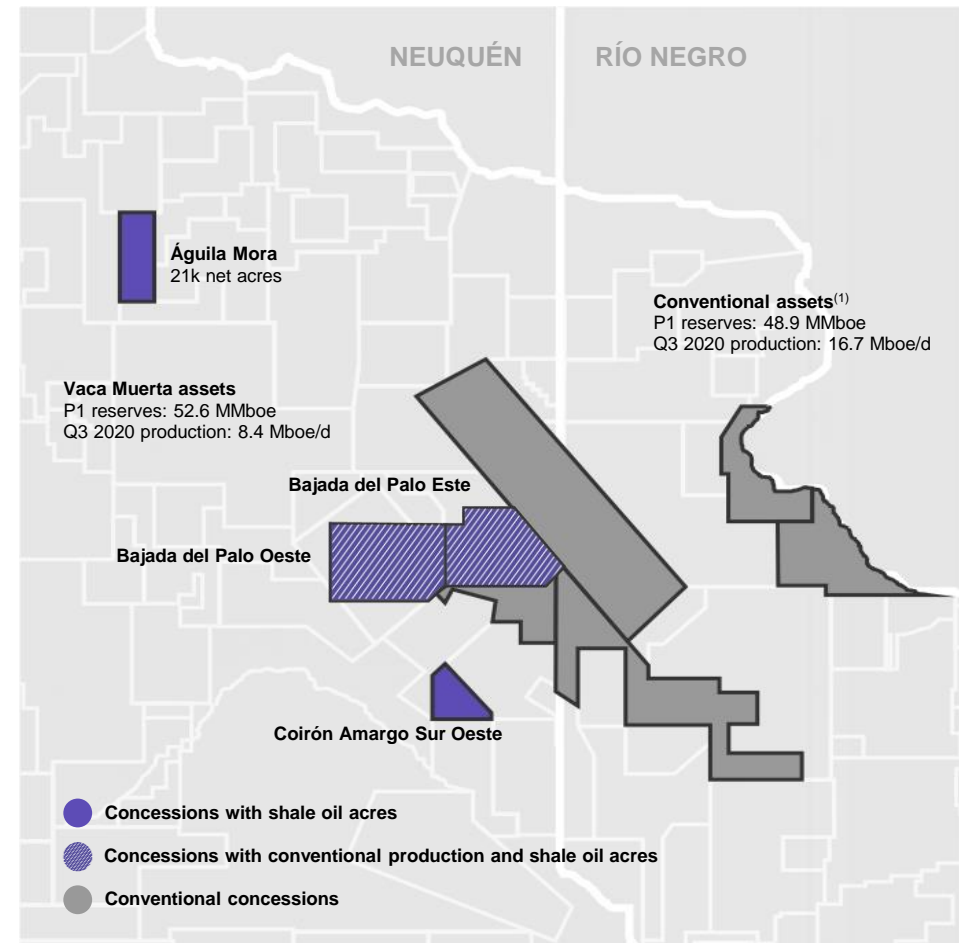 NEUQUÉN
RÍO NEGRO
Águila Mora
21k net acres
Conventional assets(1)
P1 reserves: 48.9 MMboe
Q3 2020 production: 16.7 Mboe/d
Vaca Muerta assets
P1 reserves: 52.6 MMboe
Q3 2020 production: 8.4 Mboe/d
Bajada del Palo Este
Bajada del Palo Oeste
Coirón Amargo Sur Oeste
Concessions with shale oil acres
Concessions with conventional production and shale oil acres
Conventional concessions